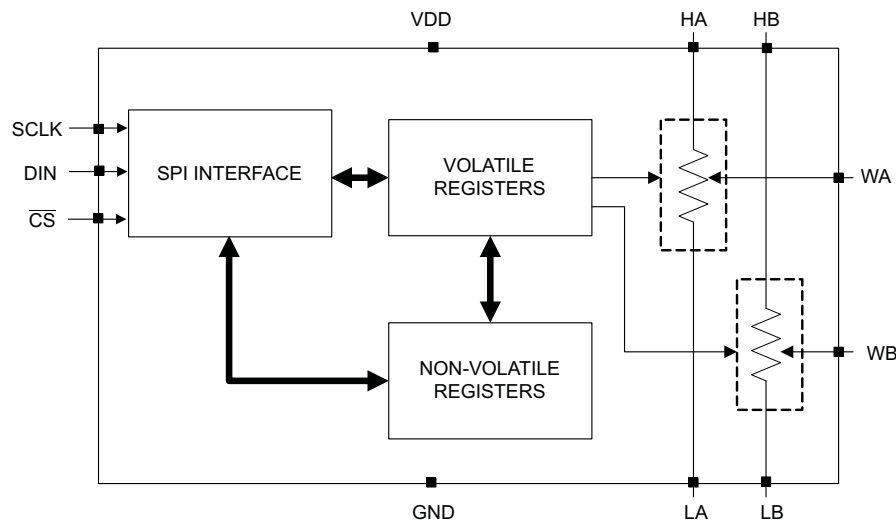 VDD
HA
HB
SCLK
DIN
CS
SPI INTERFACE
VOLATILE
REGISTERS
WA
WB
NON-VOLATILE
REGISTERS
GND
LA
LB